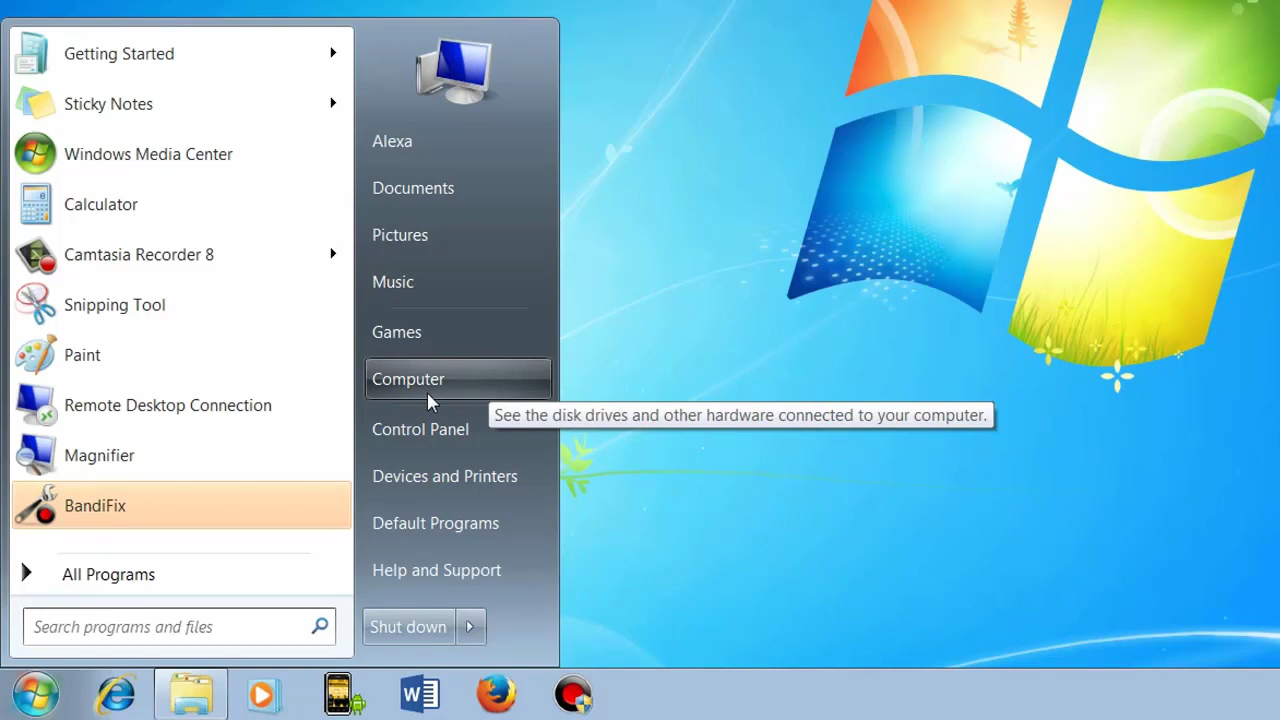 Getting Started
Sticky Notes
Windows Media Center
Calculator
Camtasia Recorder 8
Snipping Tool
Paint
Remote Desktop Connection
Magnifier
BandiFix
All Programs
Search programs and files
Alexa
Documents
Pictures
Music
Games
Computer
See the disk drives and other hardware connected to your computer.
Control Panel
Devices and Printers
Default Programs
Help and Support
Shut down